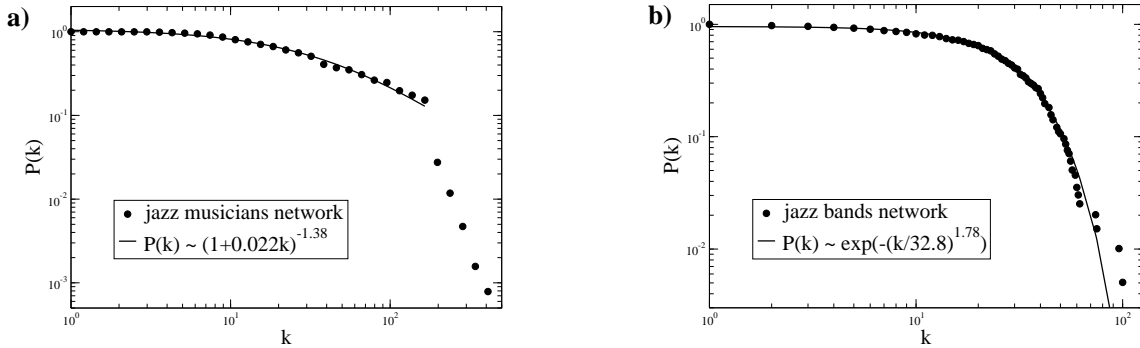 a)
10^0
10^-1
10^-2
10^-3
P(k)
jazz musicians network
P(k) ~ (1+0.022k)^-1.38
10^0 10^1 10^2
k
b)
10^0
10^-1
10^-2
P(k)
jazz bands network
P(k) ~ exp(-(k/32.8)^1.78)
10^0 10^1 10^2
k